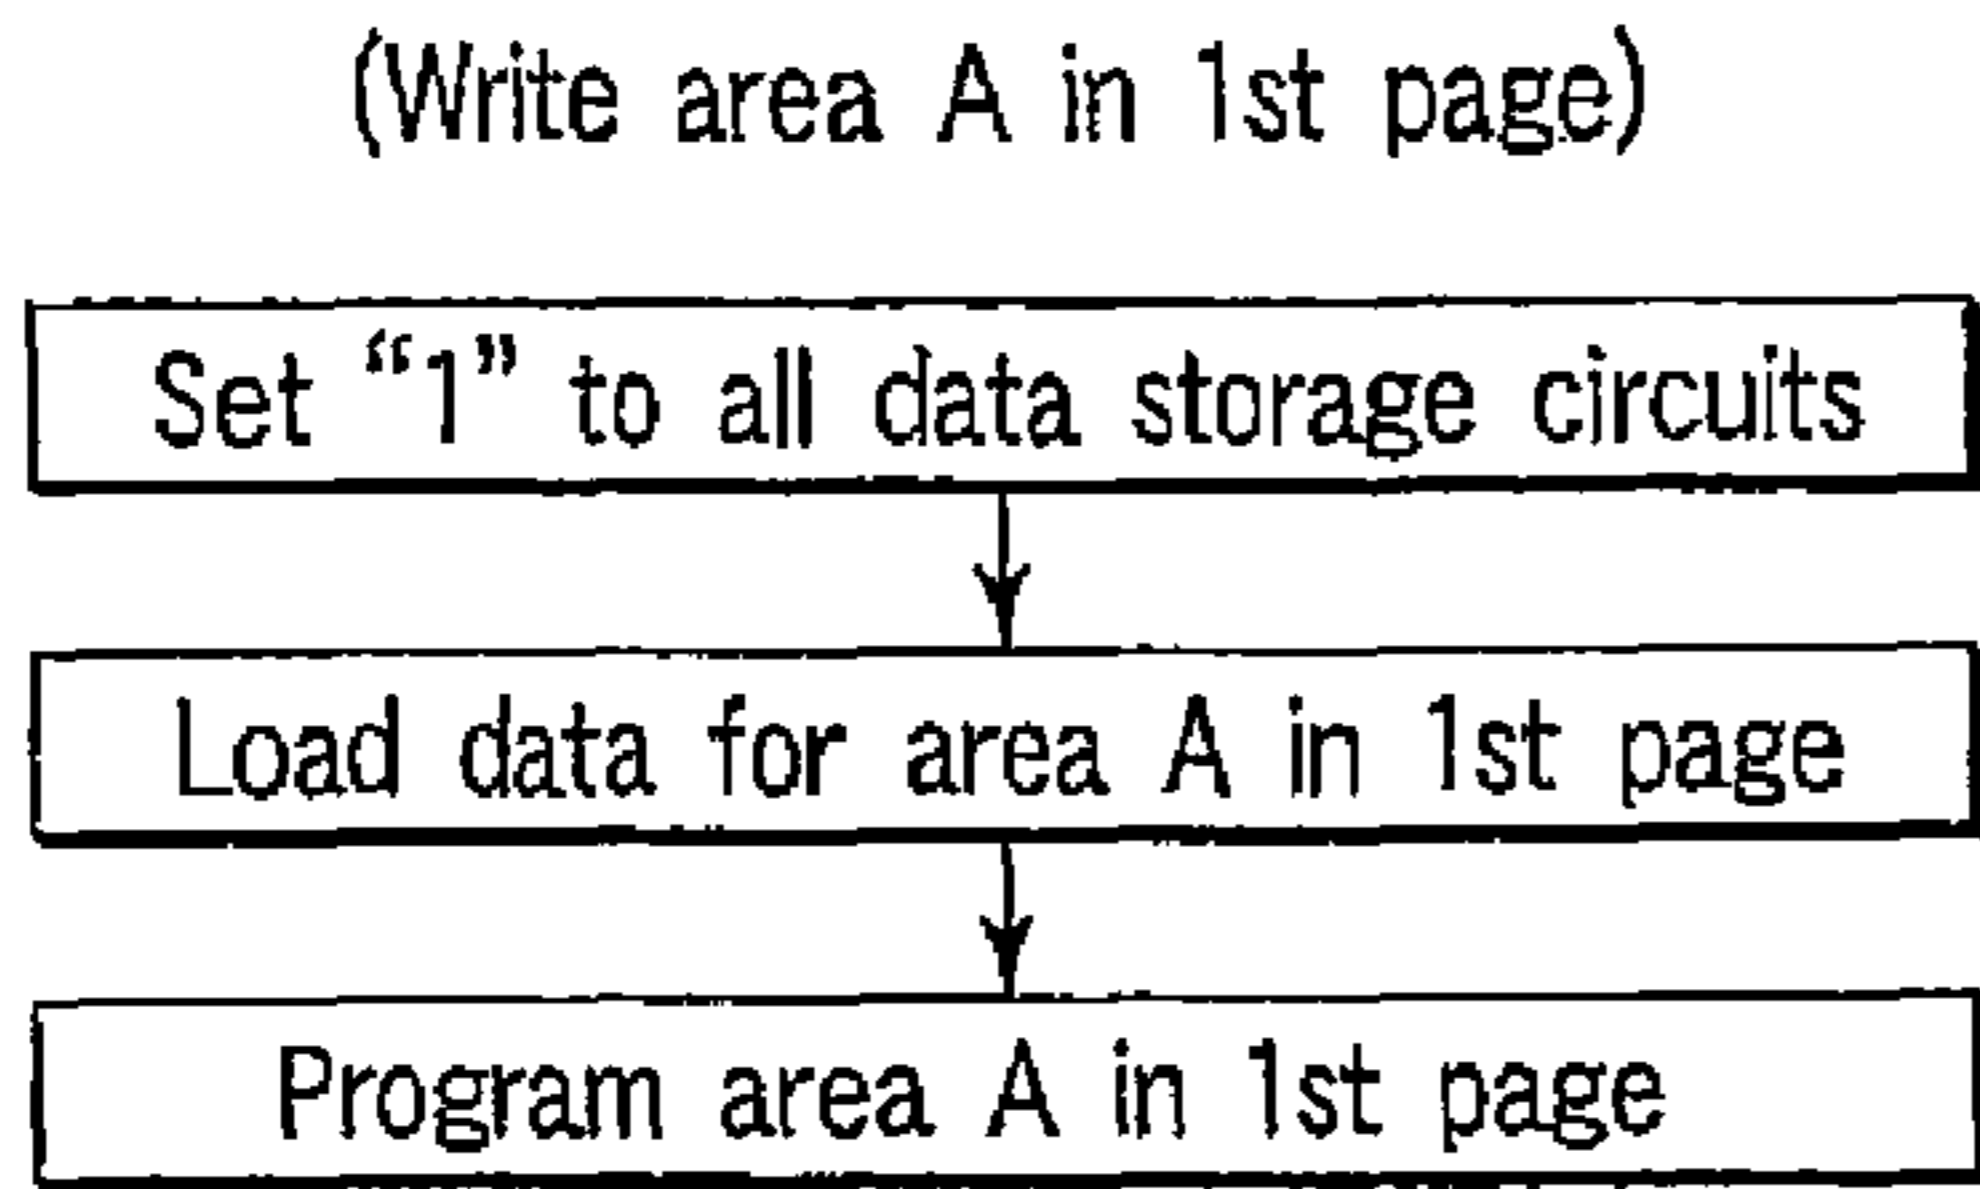 (Write area A in 1st page)
Set “1” to all data storage circuits
Load data for area A in 1st page
Program area A in 1st page